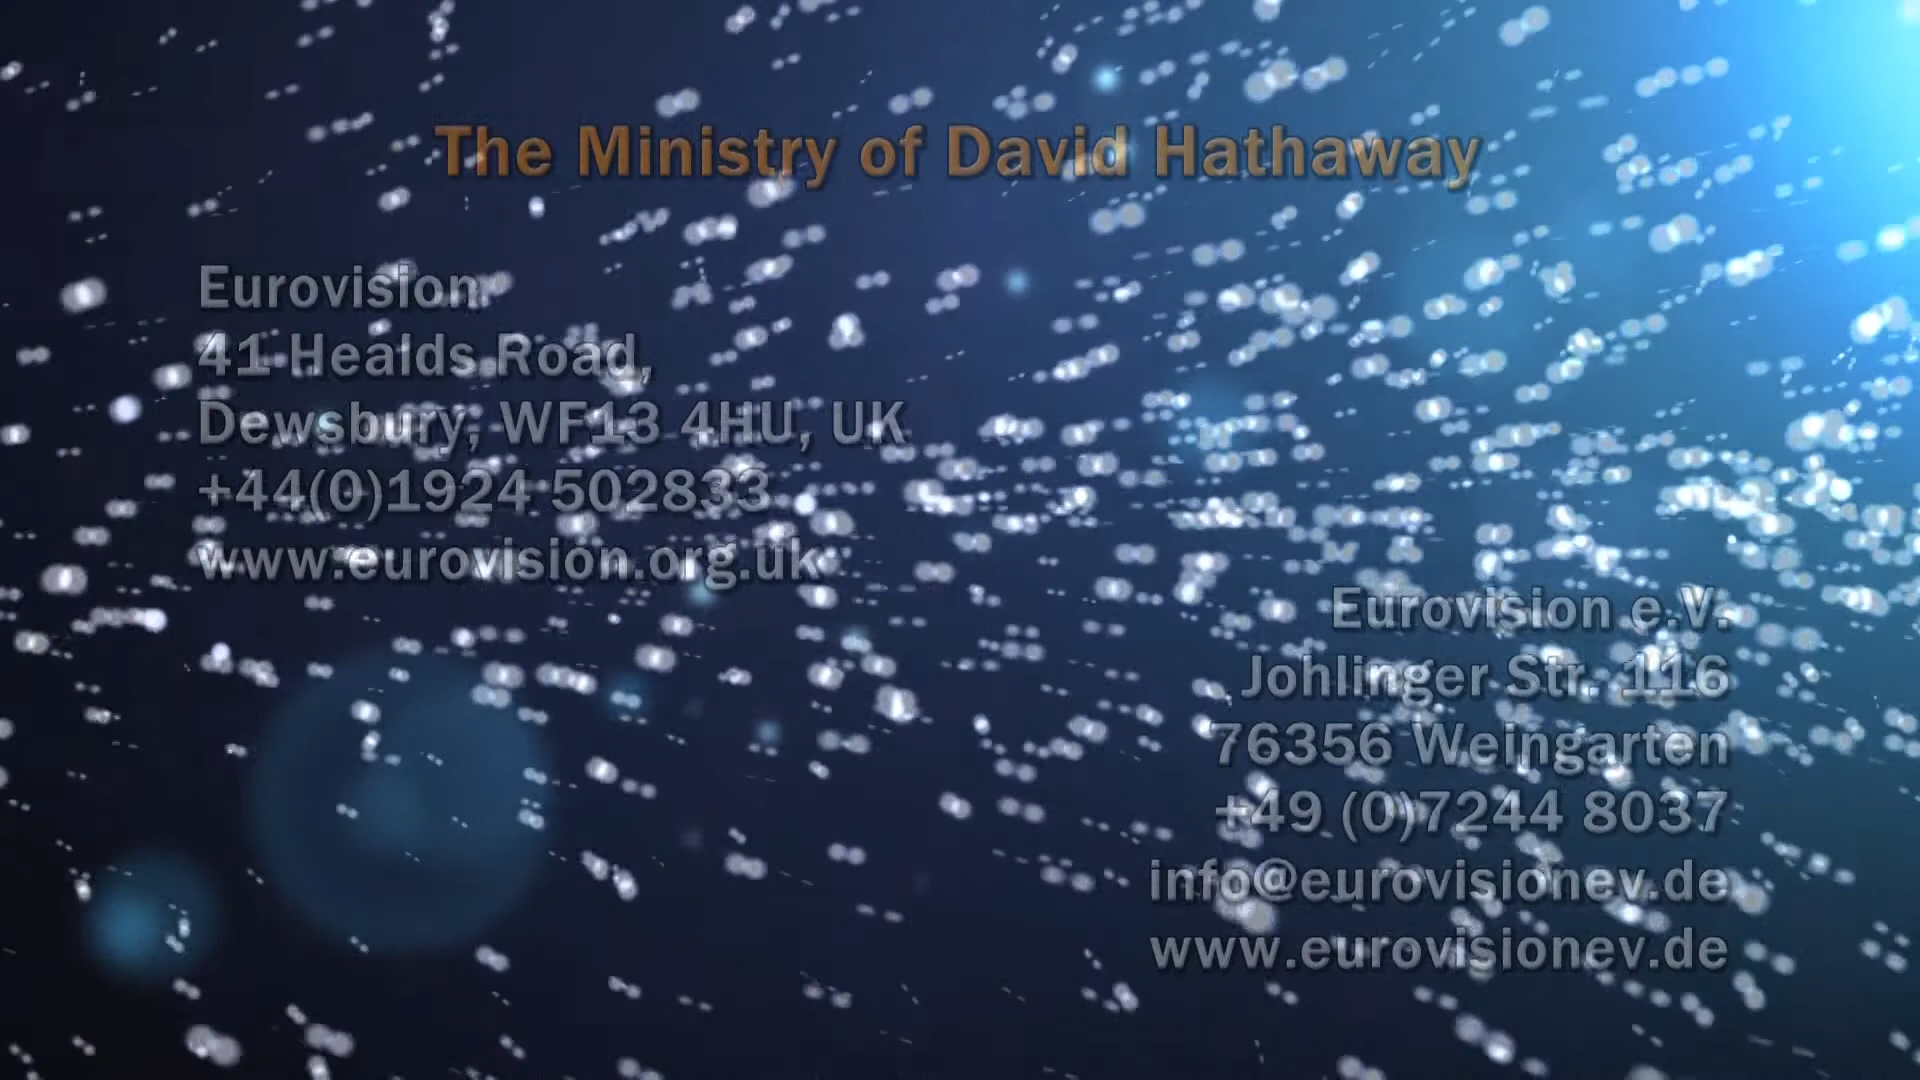 The Ministry of David Hathaway
Eurovision,
41 Healds Road,
Dewsbury, WF13 4HU, UK
+44(0)1924 502833
www.eurovision.org.uk
Eurovision e.V.
Johlinger Str. 116
76356 Weingarten
+49 (0)7244 8037
info@eurovisionev.de
www.eurovisionev.de